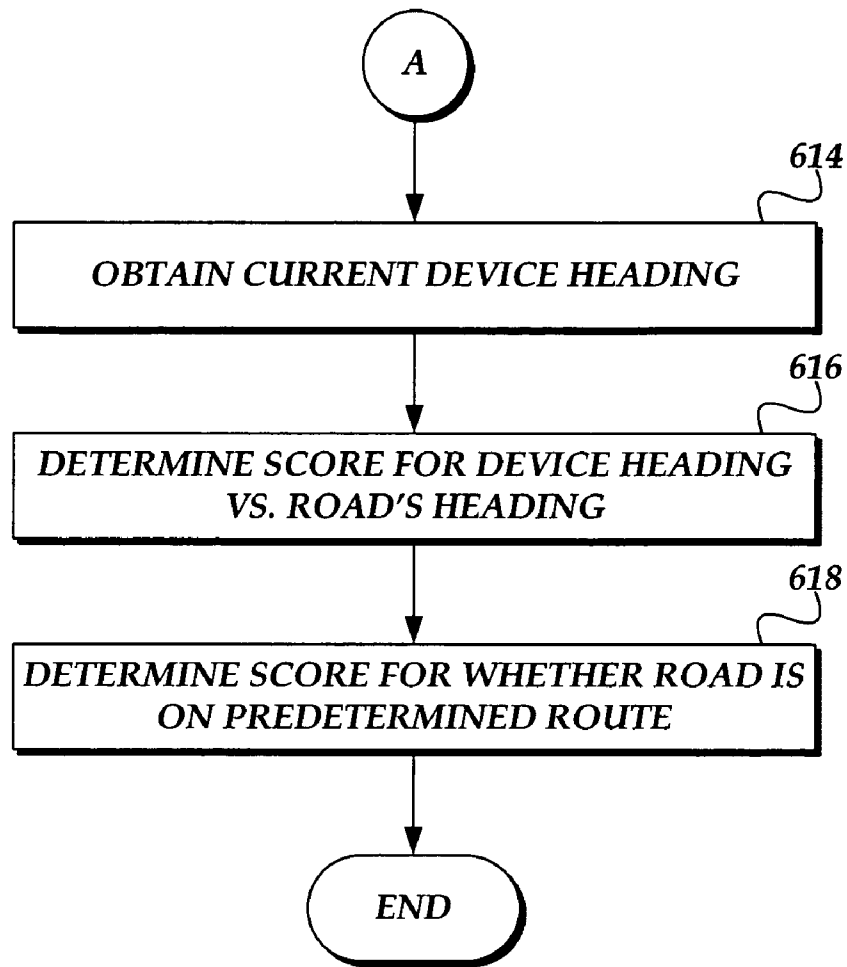 A
614
OBTAIN CURRENT DEVICE HEADING
616
DETERMINE SCORE FOR DEVICE HEADING
VS. ROAD'S HEADING
618
DETERMINE SCORE FOR WHETHER ROAD IS
ON PREDETERMINED ROUTE
END